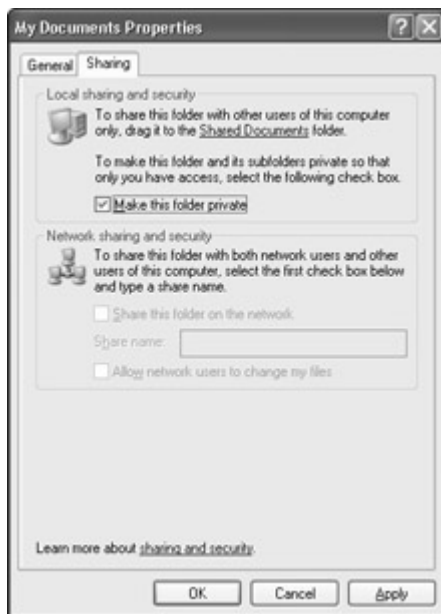 My Documents Properties
General
Sharing
Local sharing and security
To share this folder with other users of this computer
only, drag it to the Shared Documents folder.
To make this folder and its subfolders private so that
only you have access, select the following check box.
Make this folder private
Network sharing and security
To share this folder with both network users and other
users of this computer, select the first check box below
and type a share name.
Share this folder on the network
Share name:
Allow network users to change my files
Learn more about sharing and security.
OK
Cancel
Apply